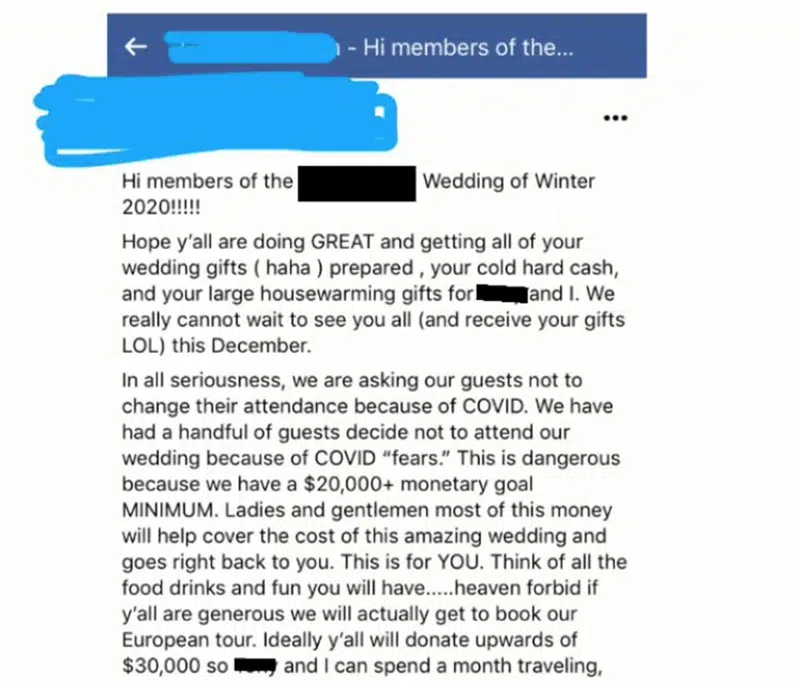 - Hi members of the...
Hi members of the Wedding of Winter
2020!!!!!
Hope y'all are doing GREAT and getting all of your
wedding gifts ( haha ) prepared , your cold hard cash,
and your large housewarming gifts for and I. We
really cannot wait to see you all (and receive your gifts
LOL) this December.
In all seriousness, we are asking our guests not to
change their attendance because of COVID. We have
had a handful of guests decide not to attend our
wedding because of COVID “fears.” This is dangerous
because we have a $20,000+ monetary goal
MINIMUM. Ladies and gentlemen most of this money
will help cover the cost of this amazing wedding and
goes right back to you. This is for YOU. Think of all the
food drinks and fun you will have.....heaven forbid if
y'all are generous we will actually get to book our
European tour. Ideally y'all will donate upwards of
$30,000 so and I can spend a month traveling,